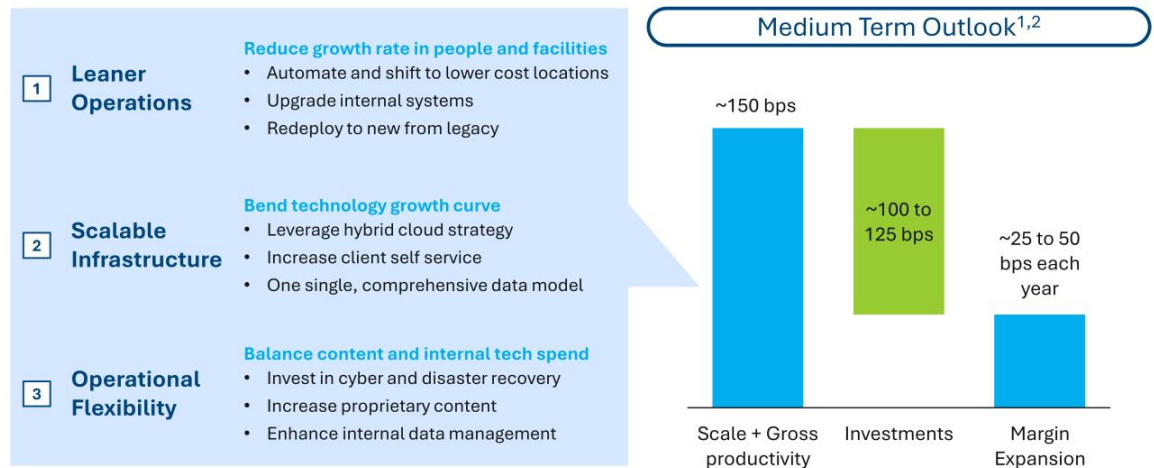 1
Leaner
Operations
Reduce growth rate in people and facilities
• Automate and shift to lower cost locations
• Upgrade internal systems
• Redeploy to new from legacy
2
Scalable
Infrastructure
Bend technology growth curve
• Leverage hybrid cloud strategy
• Increase client self service
• One single, comprehensive data model
3
Operational
Flexibility
Balance content and internal tech spend
• Invest in cyber and disaster recovery
• Increase proprietary content
• Enhance internal data management
Medium Term Outlook1,2
~150 bps
~100 to
125 bps
~25 to 50
bps each
year
Scale + Gross
productivity
Investments
Margin
Expansion